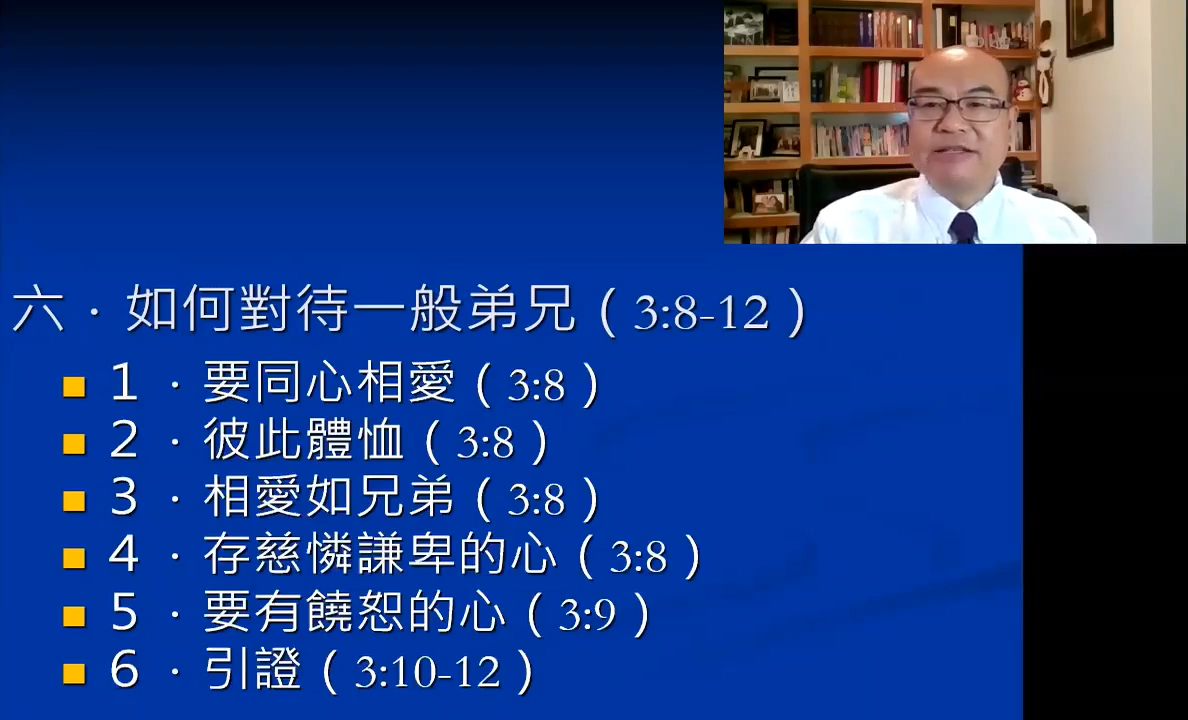 六．如何對待一般弟兄（3:8-12）
1．要同心相愛（3:8）
2．彼此體恤（3:8）
3．相愛如兄弟（3:8）
4．存慈憐謙卑的心（3:8）
5．要有饒恕的心（3:9）
6．引證（3:10-12）